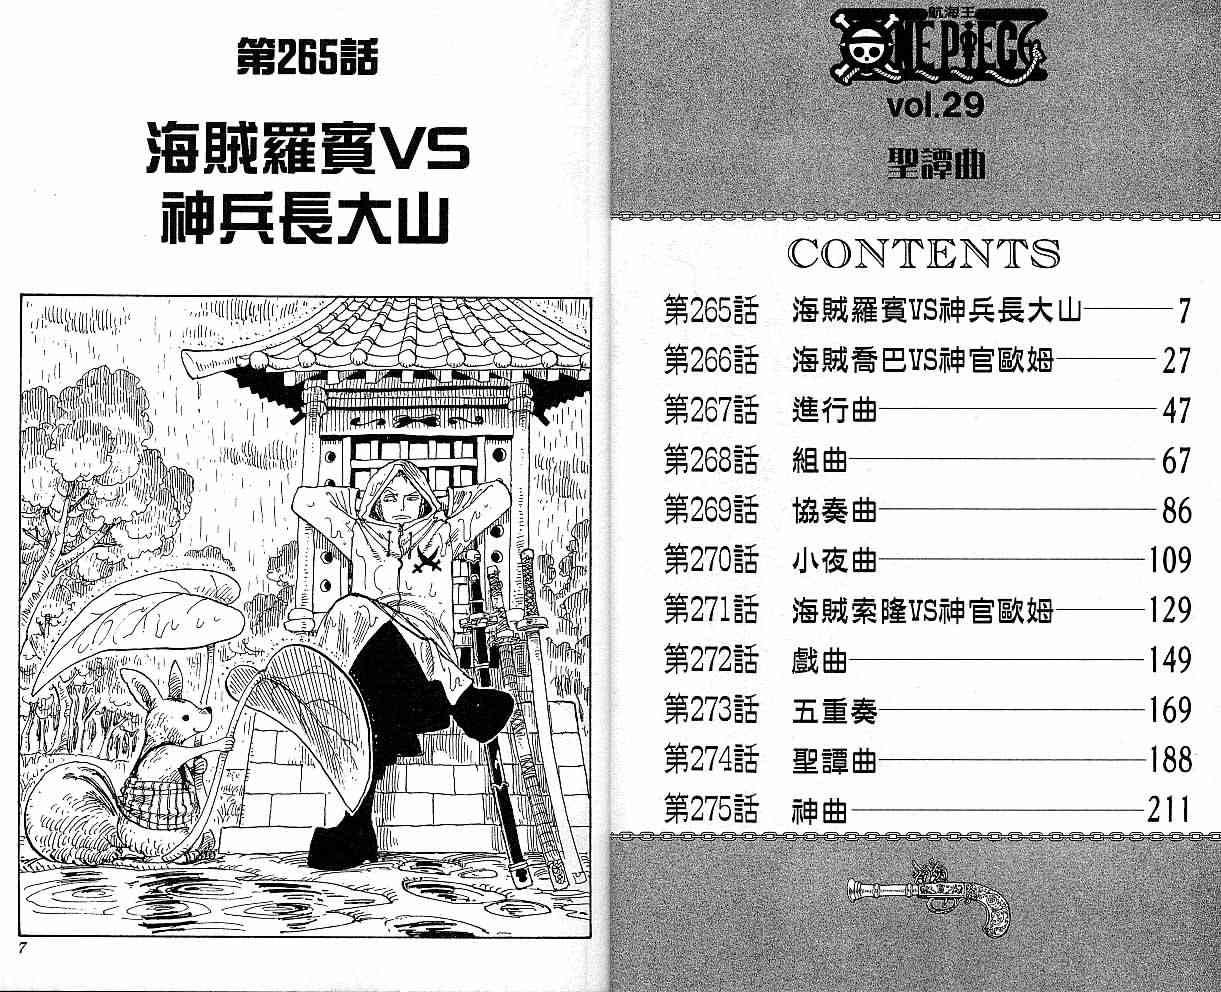 航海王
ONE PIECE
vol.29
聖譚曲
CONTENTS
第265話 海賊羅賓VS神兵長大山 7
第266話 海賊喬巴VS神官歐姆 27
第267話 進行曲 47
第268話 組曲 67
第269話 協奏曲 86
第270話 小夜曲 109
第271話 海賊索隆VS神官歐姆 129
第272話 戲曲 149
第273話 五重奏 169
第274話 聖譚曲 188
第275話 神曲 211
第265話
海賊羅賓VS
神兵長大山
7